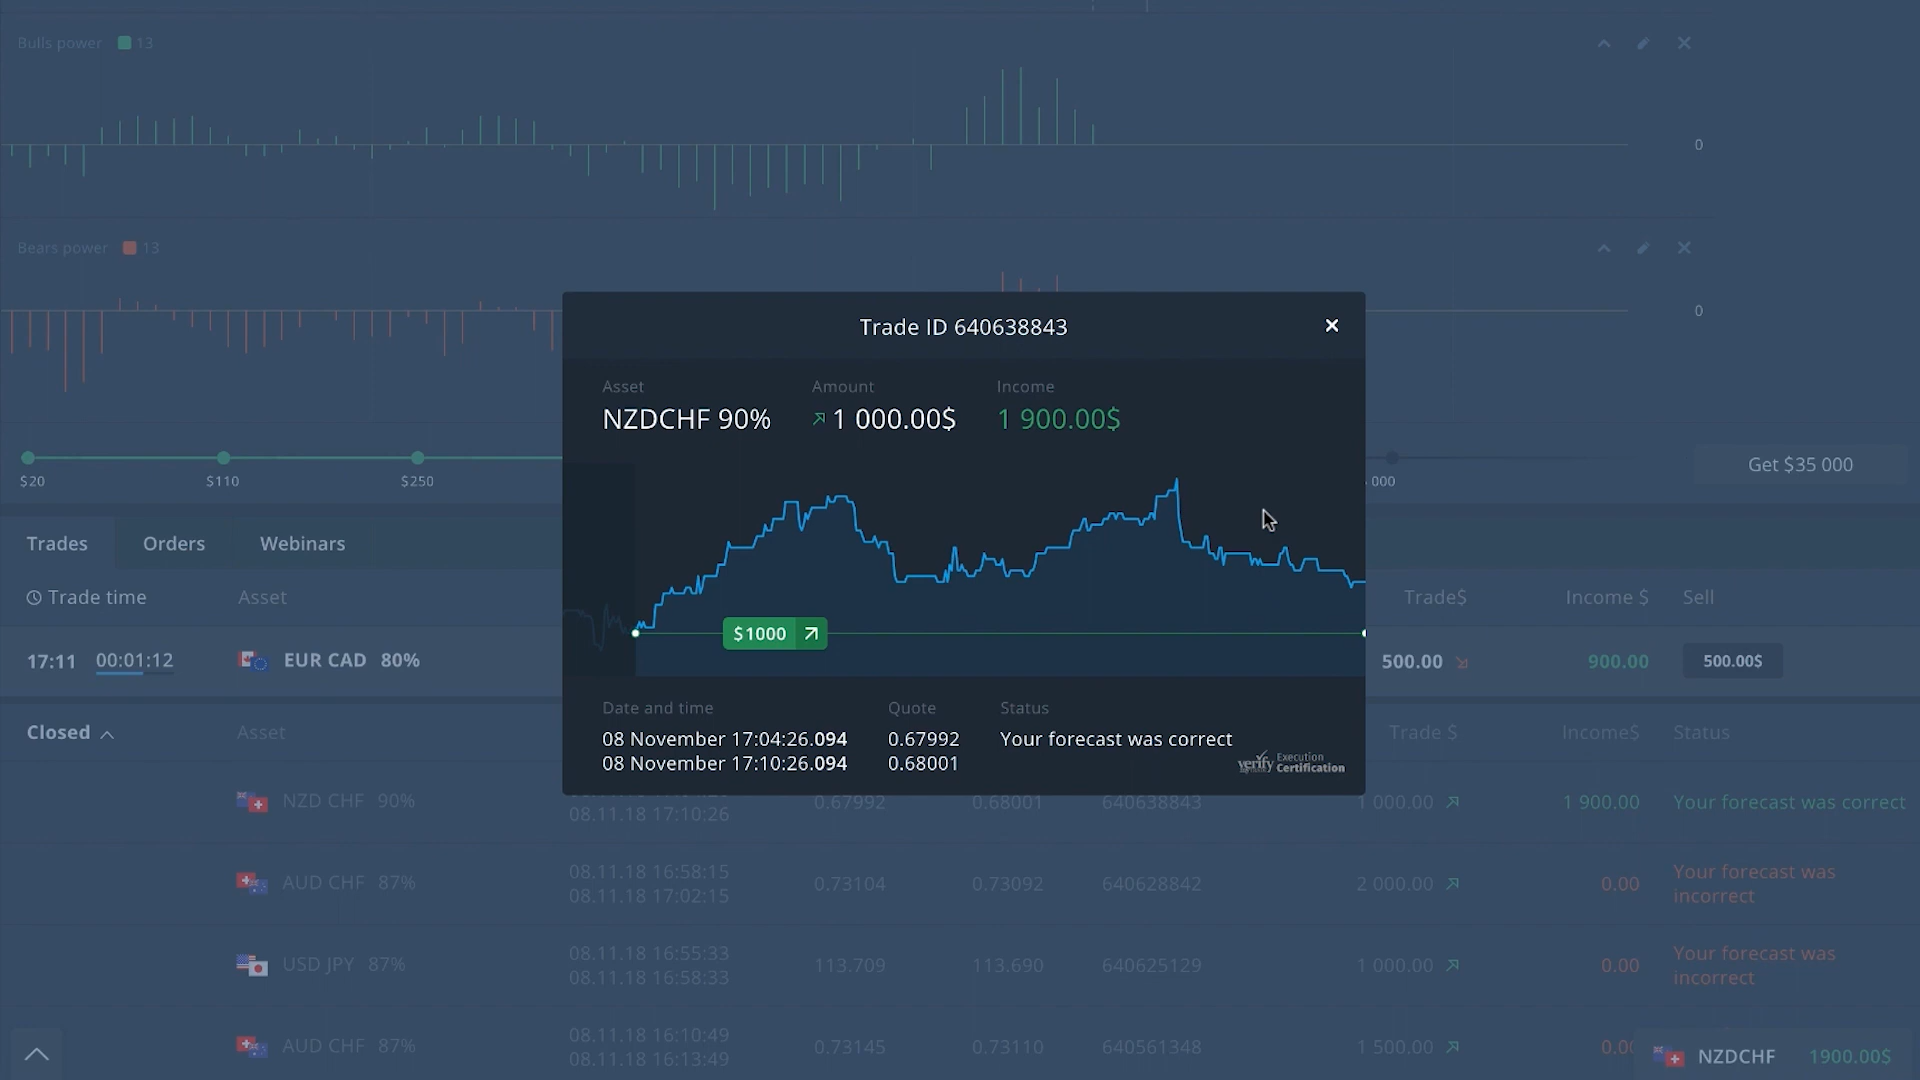 Bulls power 13
0
Bears power 13
0
Trade ID 640638843
Asset Amount Income
NZDCHF 90% 1 000.00$ 1 900.00$
$20 $110 $250 000 Get $35 000
Trades Orders Webinars
Trade time Asset Trade$ Income $ Sell
$1000
17:11 00:01:12 EUR CAD 80% 500.00 900.00 500.00$
Date and time Quote Status
08 November 17:04:26.094 0.67992 Your forecast was correct
08 November 17:10:26.094 0.68001
verify Execution Certification
Closed Asset Trade $ Income$ Status
NZD CHF 90% 0.67992 0.68001 640638843 1 000.00 1 900.00 Your forecast was correct
08.11.18 17:10:26
AUD CHF 87% 08.11.18 16:58:15 0.73104 0.73092 640628842 2 000.00 0.00 Your forecast was
08.11.18 17:02:15 incorrect
USD JPY 87% 08.11.18 16:55:33 113.709 113.690 640625129 1 000.00 0.00 Your forecast was
08.11.18 16:58:33 incorrect
AUD CHF 87% 08.11.18 16:10:49 0.73145 0.73110 640561348 1 500.00
08.11.18 16:13:49
NZDCHF 1900.00$